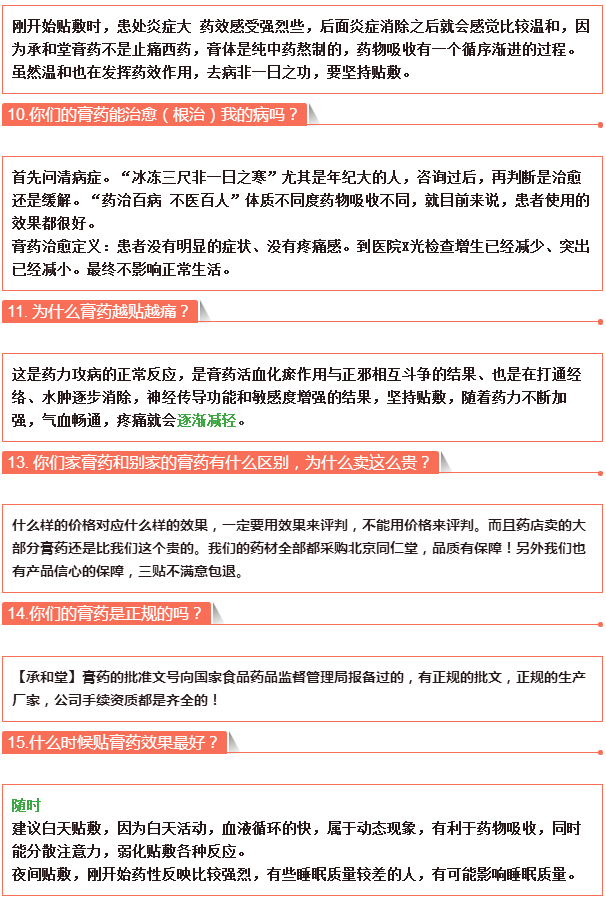 刚开始贴敷时，患处炎症大 药效感受强烈些，后面炎症消除之后就会感觉比较温和，因
为承和堂膏药不是止痛西药，膏体是纯中药熬制的，药物吸收有一个循序渐进的过程。
虽然温和也在发挥药效作用，去病非一日之功，要坚持贴敷。
10.你们的膏药能治愈（根治）我的病吗？
首先问清病症。“冰冻三尺非一日之寒”尤其是年纪大的人，咨询过后，再判断是治愈
还是缓解。“药治百病 不医百人”体质不同度药物吸收不同，就目前来说，患者使用的
效果都很好。
膏药治愈定义：患者没有明显的症状、没有疼痛感。到医院X光检查增生已经减少、突出
已经减小。最终不影响正常生活。
11. 为什么膏药越贴越痛？
这是药力攻病的正常反应，是膏药活血化瘀作用与正邪相互斗争的结果、也是在打通经
络、水肿逐步消除，神经传导功能和敏感度增强的结果，坚持贴敷，随着药力不断加
强，气血畅通，疼痛就会逐渐减轻。
13. 你们家膏药和别家的膏药有什么区别，为什么卖这么贵？
什么样的价格对应什么样的效果，一定要用效果来评判，不能用价格来评判。而且药店卖的大
部分膏药还是比我们这个贵的。我们的药材全部都采购北京同仁堂，品质有保障！另外我们也
有产品信心的保障，三贴不满意包退。
14.你们的膏药是正规的吗？
【承和堂】膏药的批准文号向国家食品药品监督管理局报备过的，有正规的批文，正规的生产
厂家，公司手续资质都是齐全的！
15.什么时候贴膏药效果最好？
随时
建议白天贴敷，因为白天活动，血液循环的快，属于动态现象，有利于药物吸收，同时
能分散注意力，弱化贴敷各种反应。
夜间贴敷，刚开始药性反映比较强烈，有些睡眠质量较差的人，有可能影响睡眠质量。